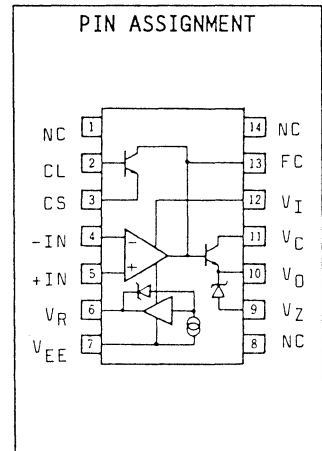 PIN ASSIGNMENT
NC 1 14 NC
CL 2 13 FC
CS 3 12 VI
-IN 4 11 VC
+IN 5 10 VO
VR 6 9 VZ
VEE 7 8 NC